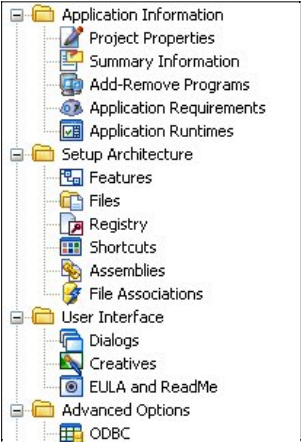 Application Information
Project Properties
Summary Information
Add-Remove Programs
Application Requirements
Application Runtimes
Setup Architecture
Features
Files
Registry
Shortcuts
Assemblies
File Associations
User Interface
Dialogs
Creatives
EULA and ReadMe
Advanced Options
ODBC